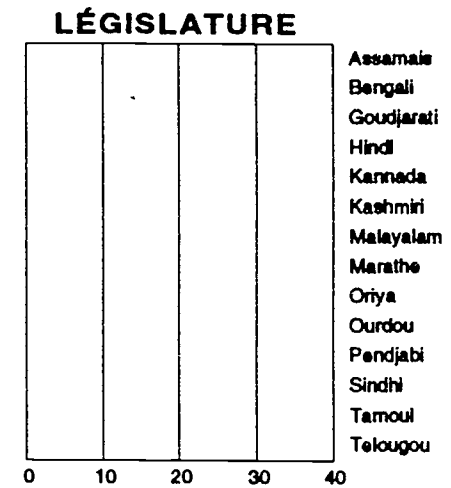 LÉGISLATURE
Assamais
Bengali
Goudjarati
Hindi
Kannada
Kashmiri
Malayalam
Marathe
Oriya
Ourdou
Pendjabi
Sindhi
Tamoul
Telougou
0 10 20 30 40